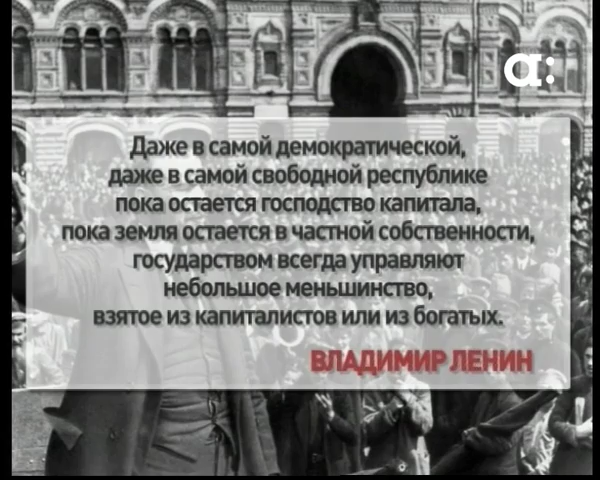 a:
Даже в самой демократической,
даже в самой свободной республике
пока остается господство капитала,
пока земля остается в частной собственности,
государством всегда управляют
небольшое меньшинство,
взятое из капиталистов или из богатых.
ВЛАДИМИР ЛЕНИН